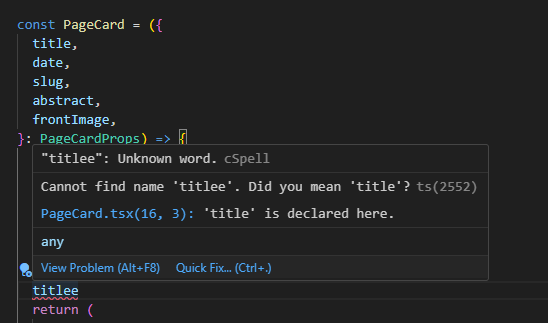 const PageCard = ({
title,
date,
slug,
abstract,
frontImage,
}: PageCardProps) => {
"titlee": Unknown word. cSpell
Cannot find name 'titlee'. Did you mean 'title'? ts(2552)
PageCard.tsx(16, 3): 'title' is declared here.
any
View Problem (Alt+F8) Quick Fix... (Ctrl+.)
titlee
return (